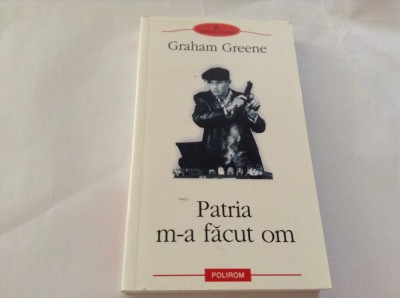 Graham Greene
Patria
m-a făcut om
POLIROM